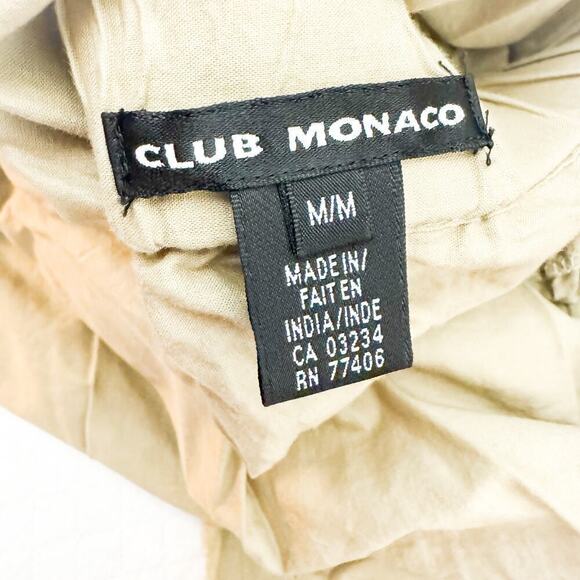 CLUB MONACO
M/M
MADE IN/
FAIT EN
INDIA/INDE
CA 03234
RN 77406